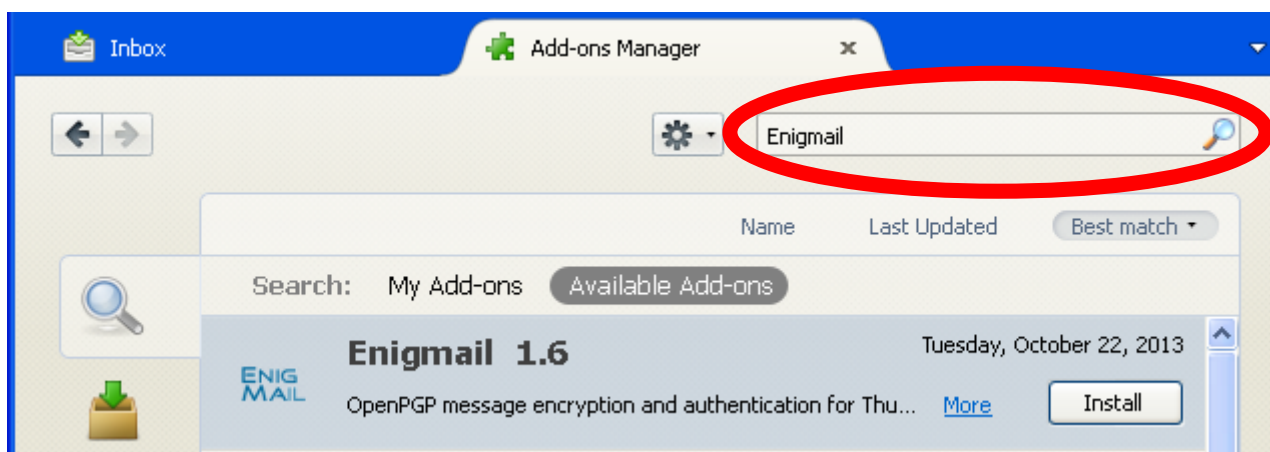 Inbox
Add-ons Manager
Enigmail
Name Last Updated Best match
Search: My Add-ons Available Add-ons
Enigmail 1.6 Tuesday, October 22, 2013
ENIG
MAIL
OpenPGP message encryption and authentication for Thu... More Install